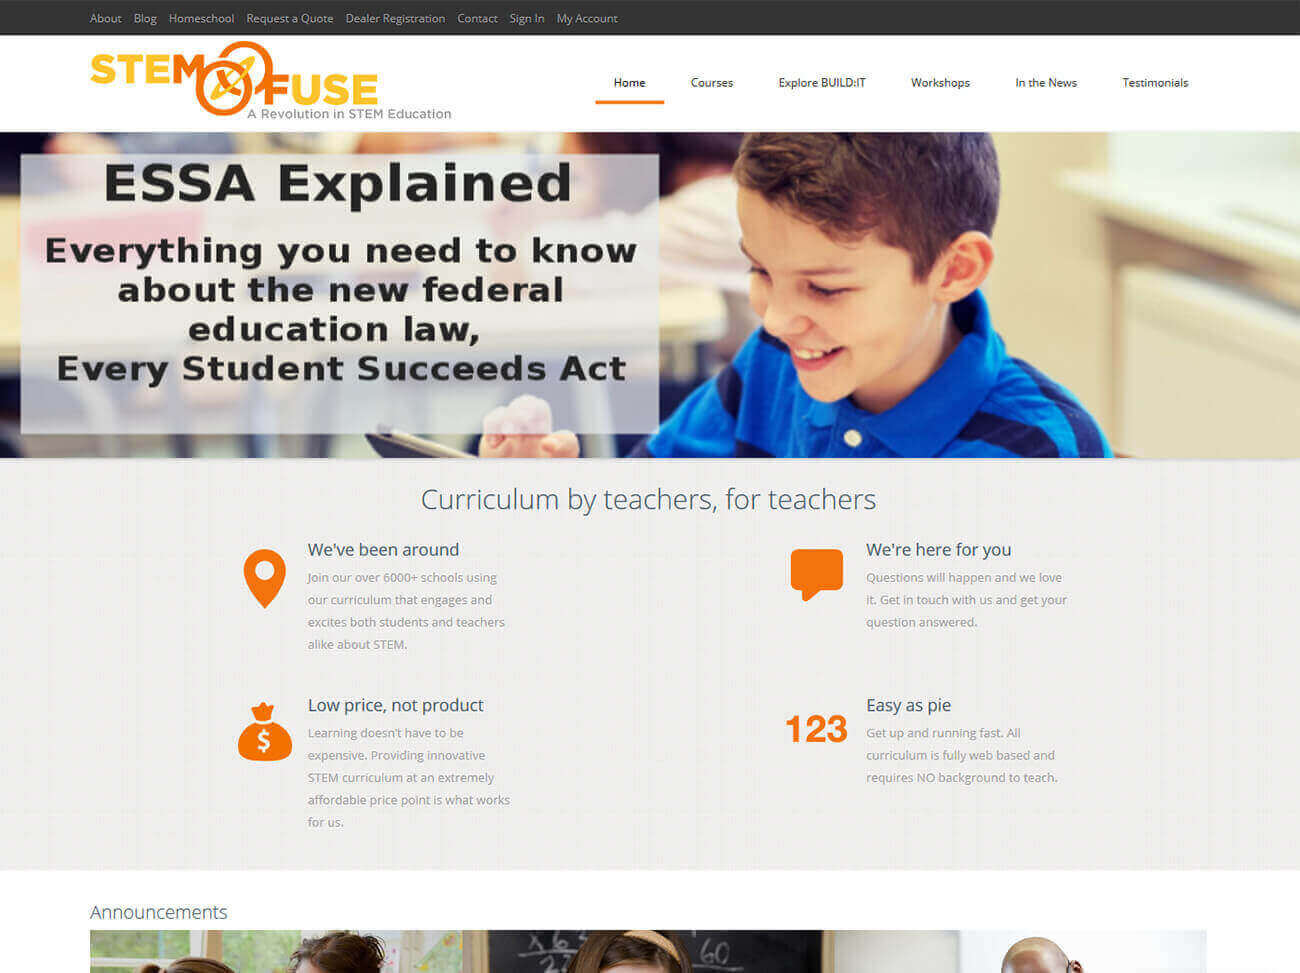 About Blog Homeschool Request a Quote Dealer Registration Contact Sign In My Account
STEM FUSE
A Revolution in STEM Education
Home Courses Explore BUILD:IT Workshops In the News Testimonials
ESSA Explained
Everything you need to know
about the new federal
education law,
Every Student Succeeds Act
Curriculum by teachers, for teachers
We've been around
Join our over 6000+ schools using
our curriculum that engages and
excites both students and teachers
alike about STEM.
We're here for you
Questions will happen and we love
it. Get in touch with us and get your
question answered.
Low price, not product
Learning doesn't have to be
expensive. Providing innovative
STEM curriculum at an extremely
affordable price point is what works
for us.
$
123
Easy as pie
Get up and running fast. All
curriculum is fully web based and
requires NO background to teach.
Announcements
60